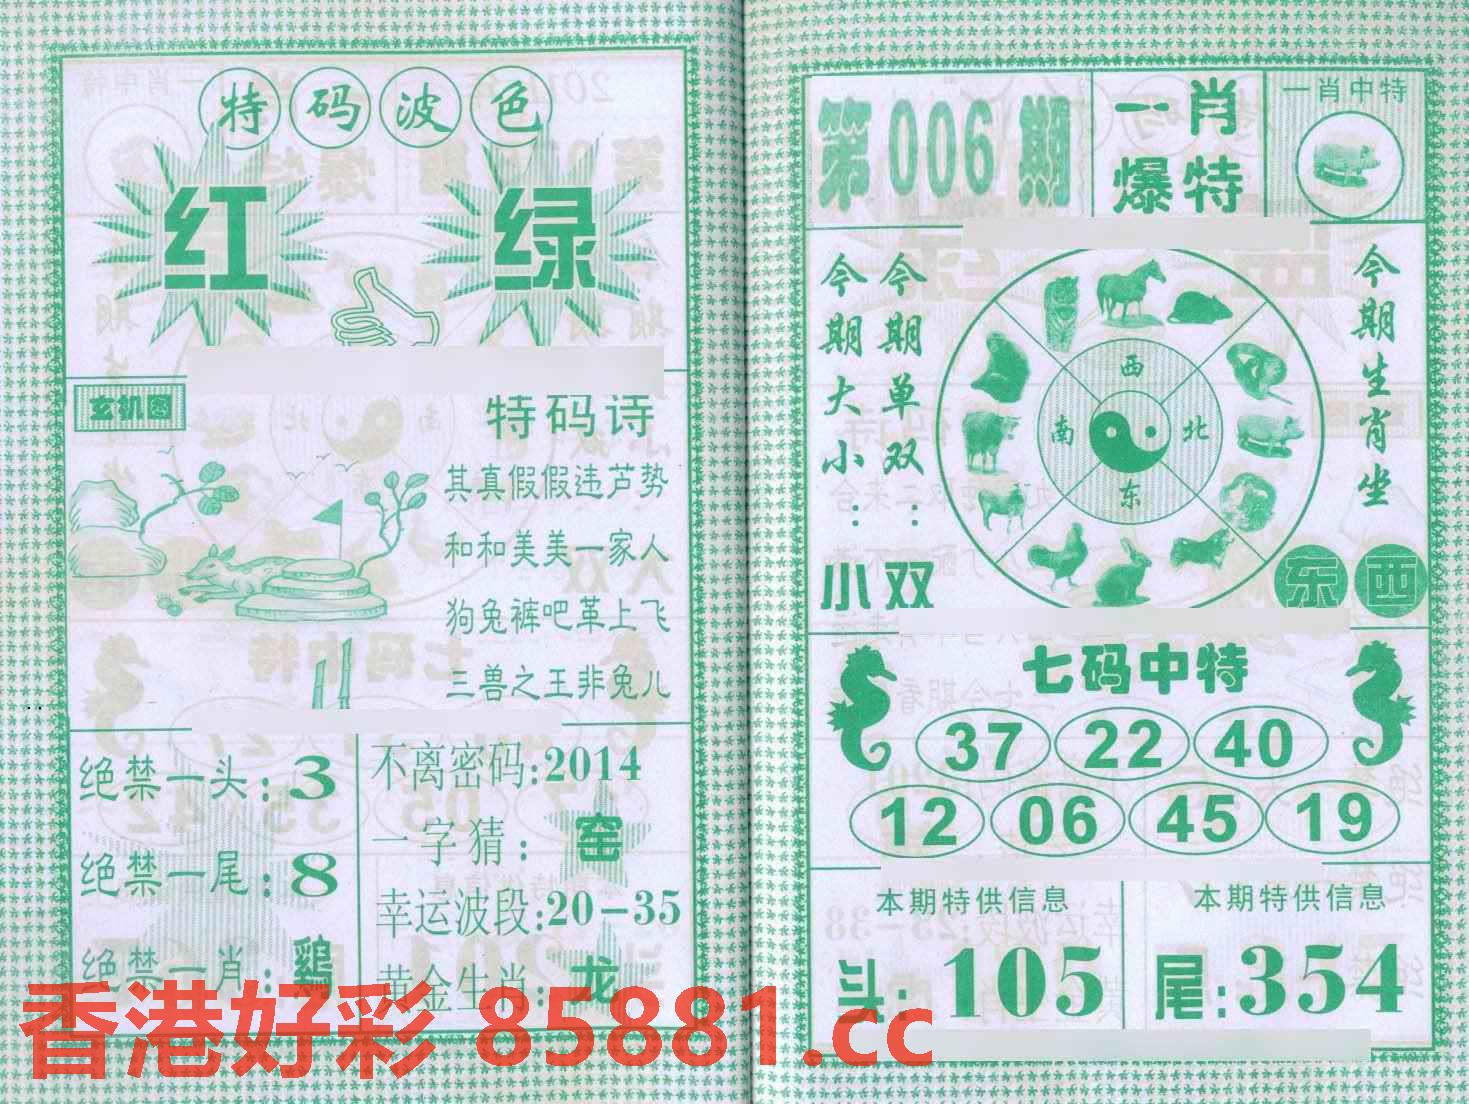 特码波色
红 绿
玄机图
特码诗
其真假假违芦势
和和美美一家人
狗兔裤吧革上飞
三兽之王非兔儿
绝禁一头:3
绝禁一尾:8
绝禁一肖:鷄
不离密码:2014
一字猜:窑
幸运波段:20-35
黄金生肖:龙
第006期
一肖
爆特
一肖中特
今期大小:小
今期单双:双
西
南 北
东
今期生肖坐
东西
七码中特
37 22 40
12 06 45 19
本期特供信息
头:105
本期特供信息
尾:354
香港好彩 85881.cc